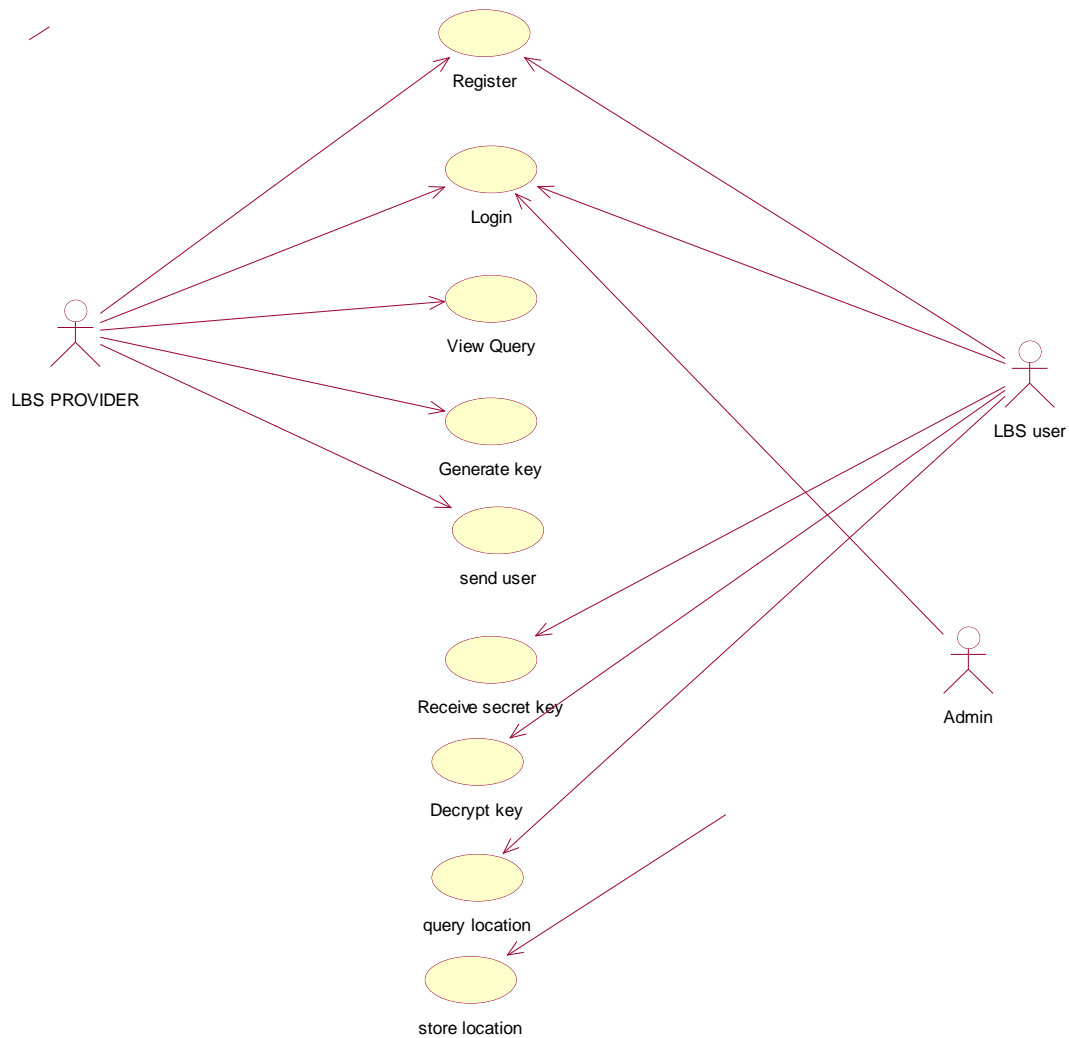 Register
Login
View Query
LBS PROVIDER
LBS user
Generate key
send user
Receive secret key
Admin
Decrypt key
query location
store location